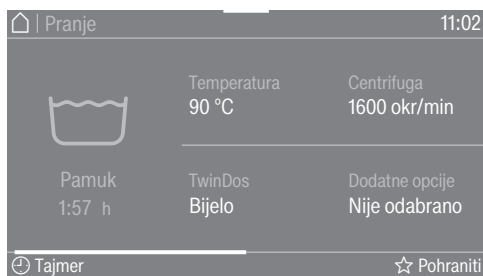 | Pranje 11:02
Temperatura Centrifuga
90 °C 1600 okr/min
Pamuk TwinDos Dodatne opcije
1:57 h Bijelo Nije odabrano
Tajmer Pohraniti